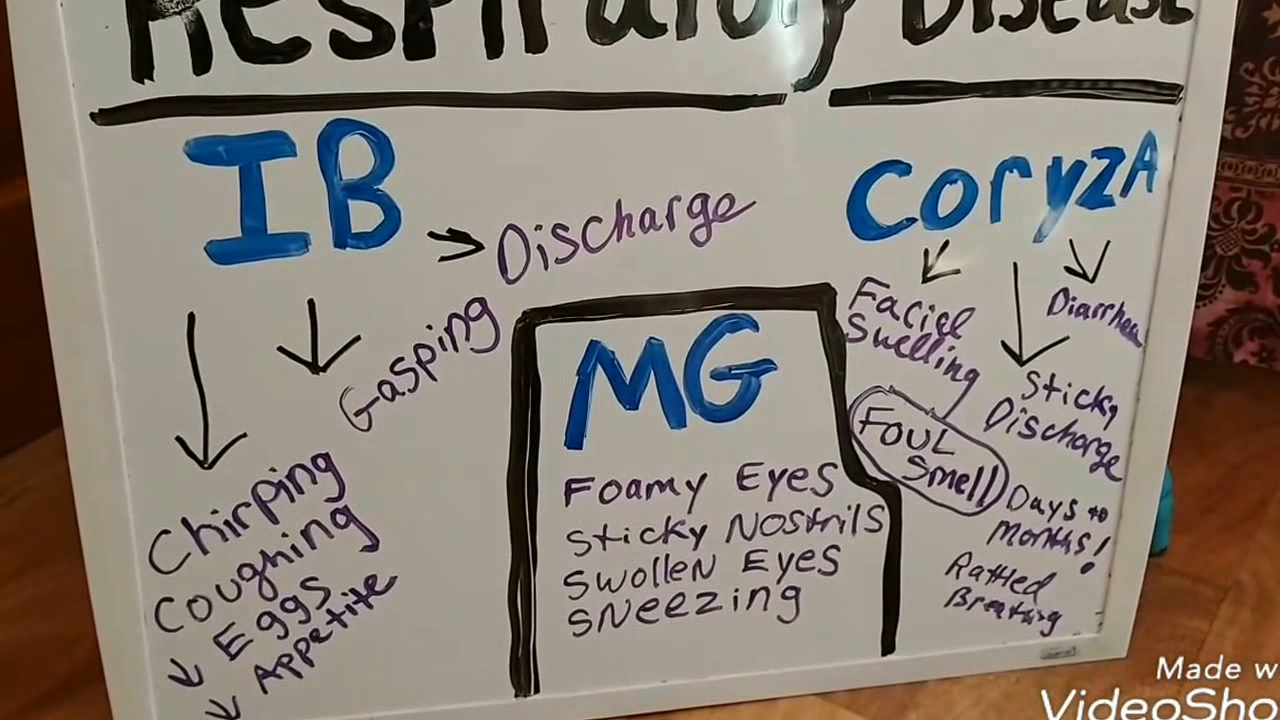 Respiratory Disease
IB
→ Discharge
Gasping
Chirping
Coughing
↓ Eggs
↓ Appetite
MG
Foamy Eyes
Sticky Nostrils
Swollen Eyes
Sneezing
CoryzA
Facial
Swelling
Foul
Smell
Diarrhea
Sticky
Discharge
Days to
Months!
Rattled
Breathing
Made w
VideoSho